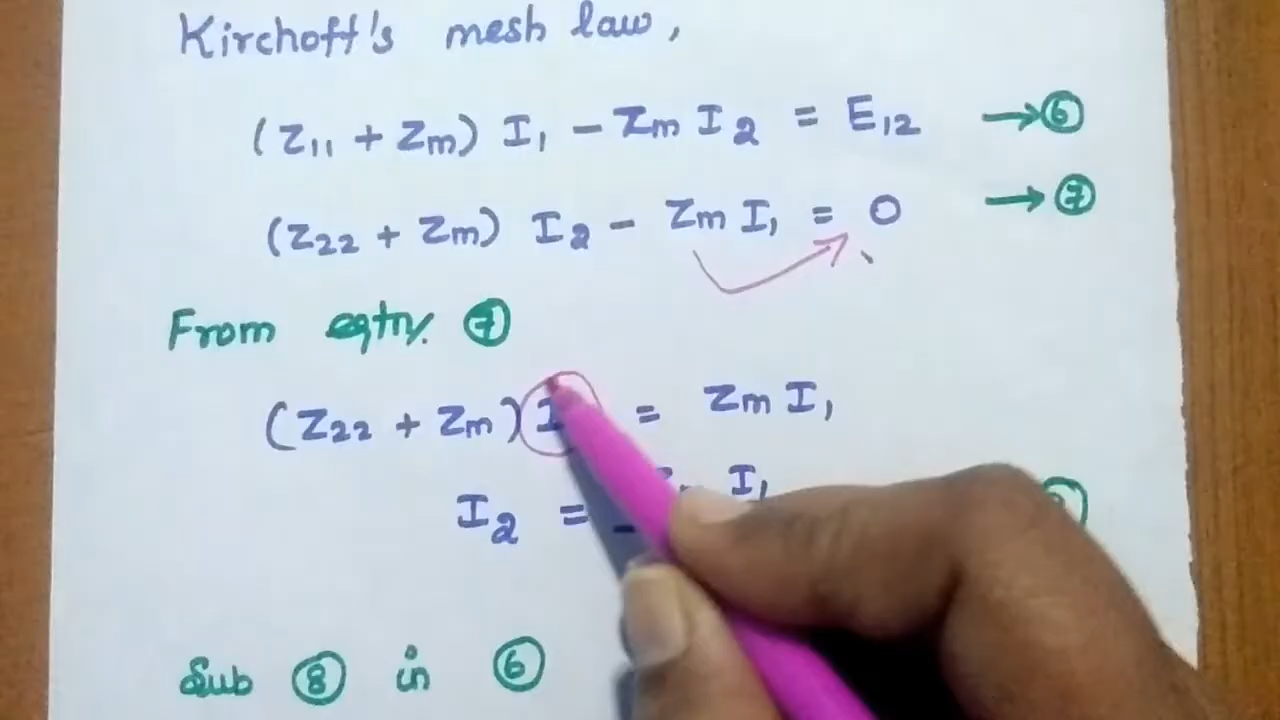 Kirchoff's mesh law,
(Z11 + Zm) I1 - Zm I2 = E12 → 6
(Z22 + Zm) I2 - Zm I1 = 0 → 7
From eqtn. 7
(Z22 + Zm) I = Zm I1
I2 = I1
Sub 8 in 6